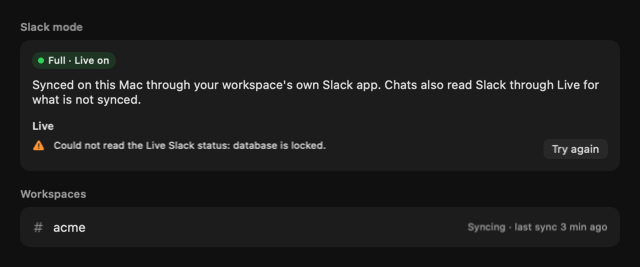 Slack mode
Full · Live on
Synced on this Mac through your workspace's own Slack app. Chats also read Slack through Live for
what is not synced.
Live
Could not read the Live Slack status: database is locked.
Try again
Workspaces
# acme
Syncing · last sync 3 min ago